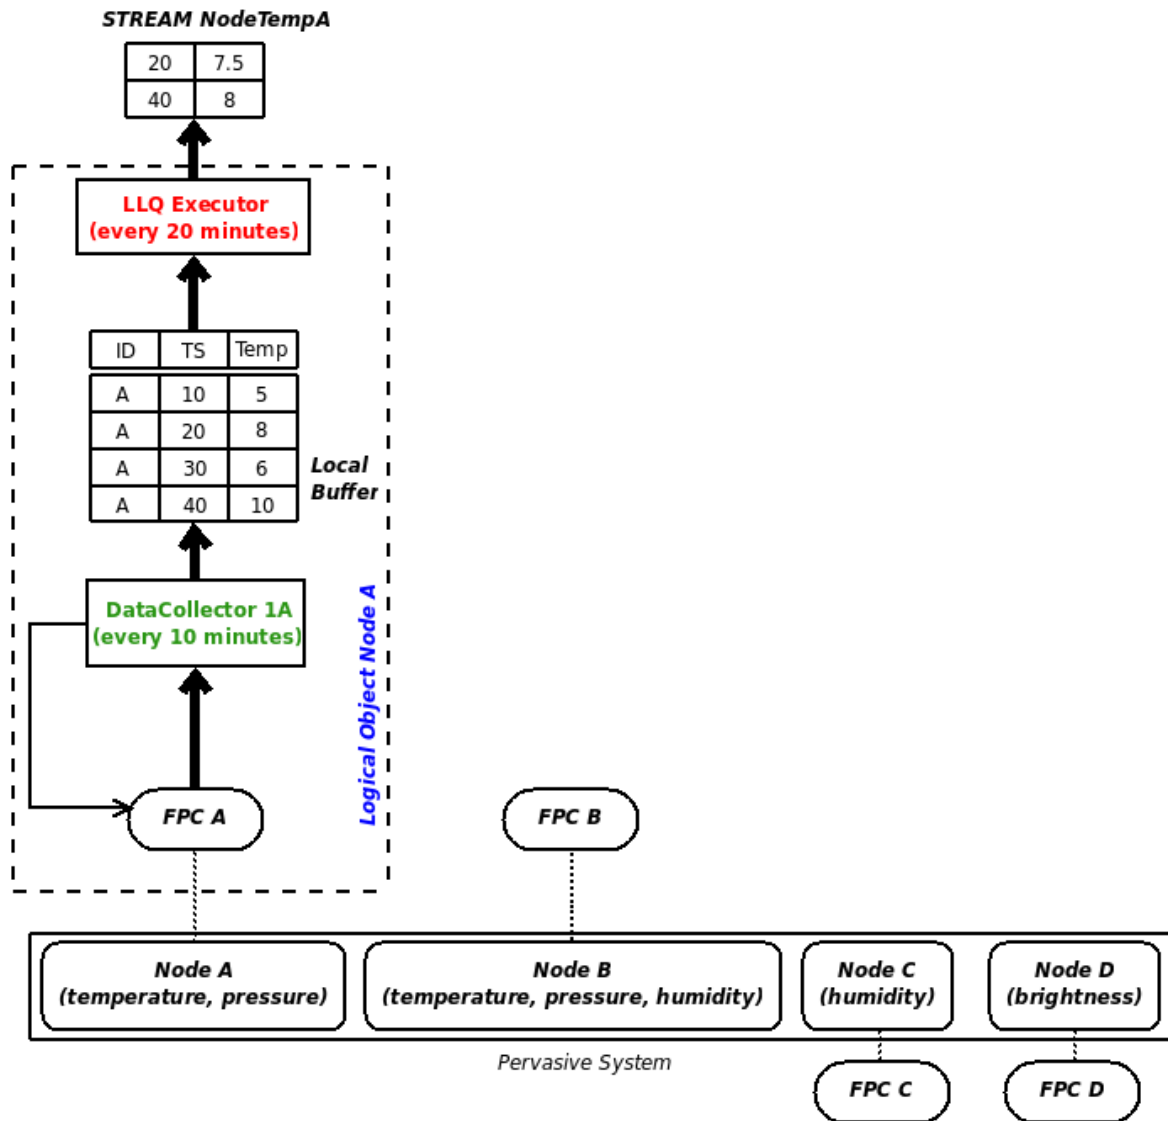 STREAM NodeTempA
20 7.5
40 8
LLQ Executor
(every 20 minutes)
ID TS Temp
A 10 5
A 20 8
A 30 6
A 40 10
Local
Buffer
DataCollector 1A
(every 10 minutes)
Logical Object Node A
FPC A
FPC B
Node A
(temperature, pressure)
Node B
(temperature, pressure, humidity)
Node C
(humidity)
Node D
(brightness)
Pervasive System
FPC C
FPC D